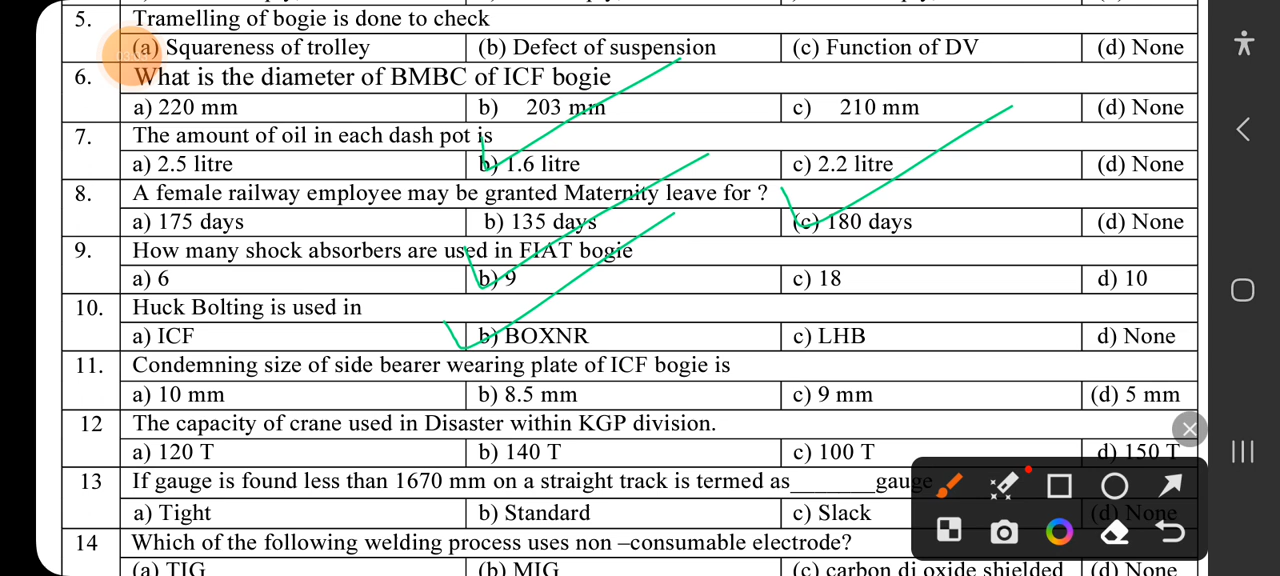 5. Tramelling of bogie is done to check
(a) Squareness of trolley (b) Defect of suspension (c) Function of DV (d) None
6. What is the diameter of BMBC of ICF bogie
a) 220 mm b) 203 mm c) 210 mm (d) None
7. The amount of oil in each dash pot is
a) 2.5 litre b) 1.6 litre c) 2.2 litre (d) None
8. A female railway employee may be granted Maternity leave for ?
a) 175 days b) 135 days (c) 180 days (d) None
9. How many shock absorbers are used in FIAT bogie
a) 6 b) 9 c) 18 d) 10
10. Huck Bolting is used in
a) ICF b) BOXNR c) LHB d) None
11. Condemning size of side bearer wearing plate of ICF bogie is
a) 10 mm b) 8.5 mm c) 9 mm (d) 5 mm
12 The capacity of crane used in Disaster within KGP division.
a) 120 T b) 140 T c) 100 T d) 150 T
13 If gauge is found less than 1670 mm on a straight track is termed as_______gauge
a) Tight b) Standard c) Slack (d) None
14 Which of the following welding process uses non –consumable electrode?
(a) TIG (b) MIG (c) carbon di oxide shielded (d) None